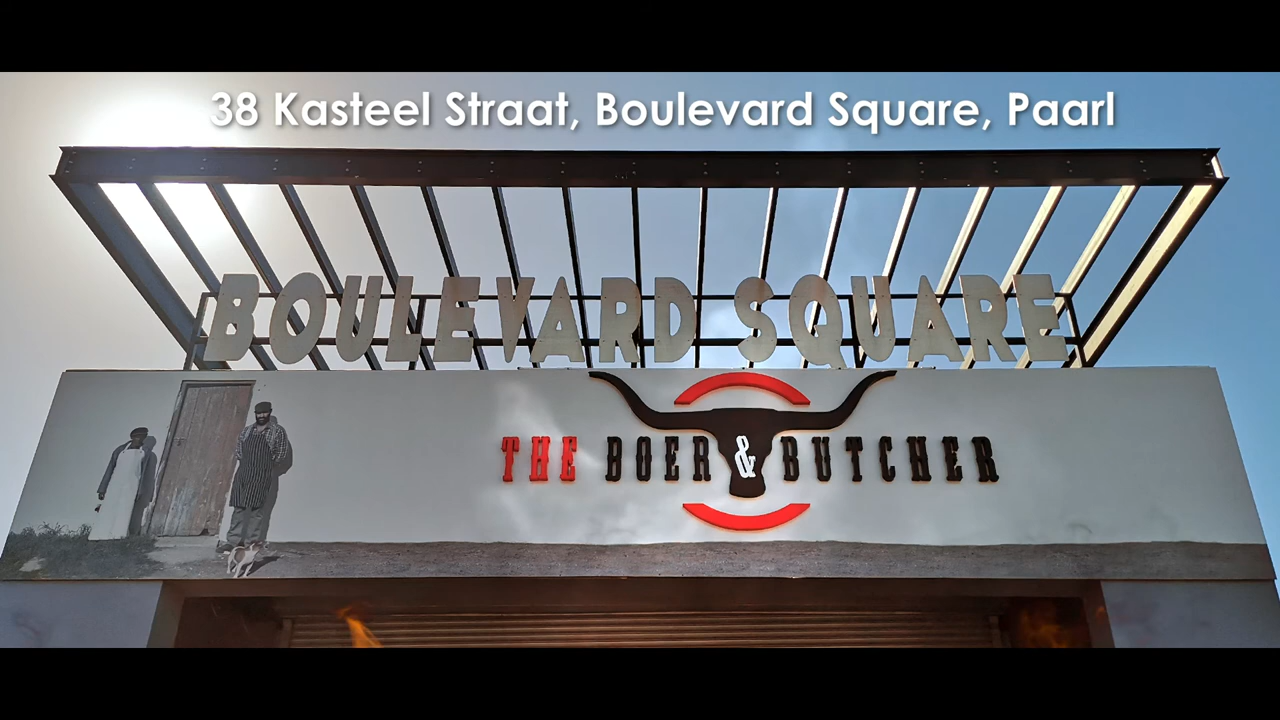 38 Kasteel Straat, Boulevard Square, Paarl
BOULEVARD SQUARE
THE BOER & BUTCHER